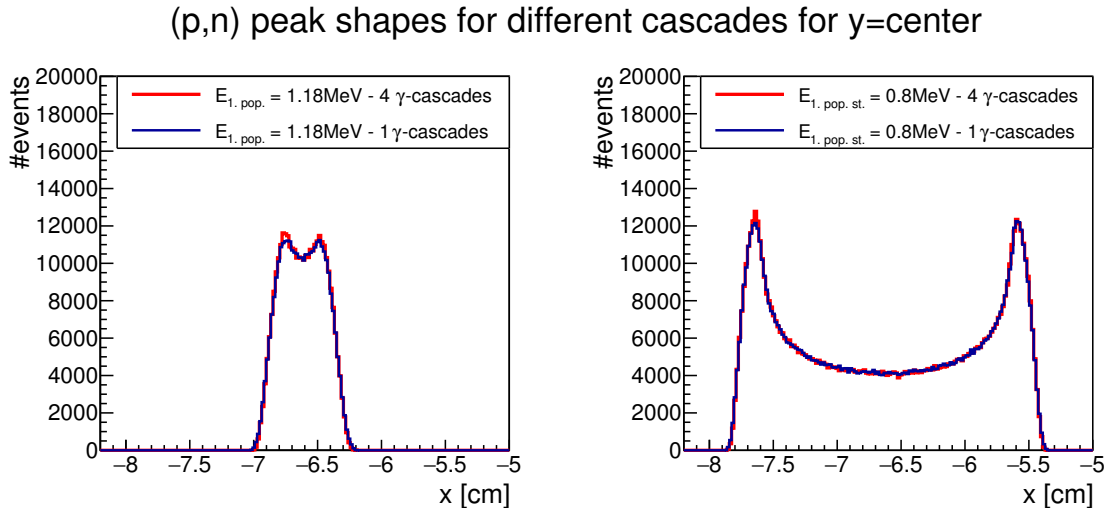 (p,n) peak shapes for different cascades for y=center
#events
20000
18000
16000
14000
12000
10000
8000
6000
4000
2000
0
E1. pop. = 1.18MeV - 4 γ-cascades
E1. pop. = 1.18MeV - 1 γ-cascades
−8 −7.5 −7 −6.5 −6 −5.5 −5
x [cm]
#events
20000
18000
16000
14000
12000
10000
8000
6000
4000
2000
0
E1. pop. st. = 0.8MeV - 4 γ-cascades
E1. pop. st. = 0.8MeV - 1 γ-cascades
−8 −7.5 −7 −6.5 −6 −5.5 −5
x [cm]